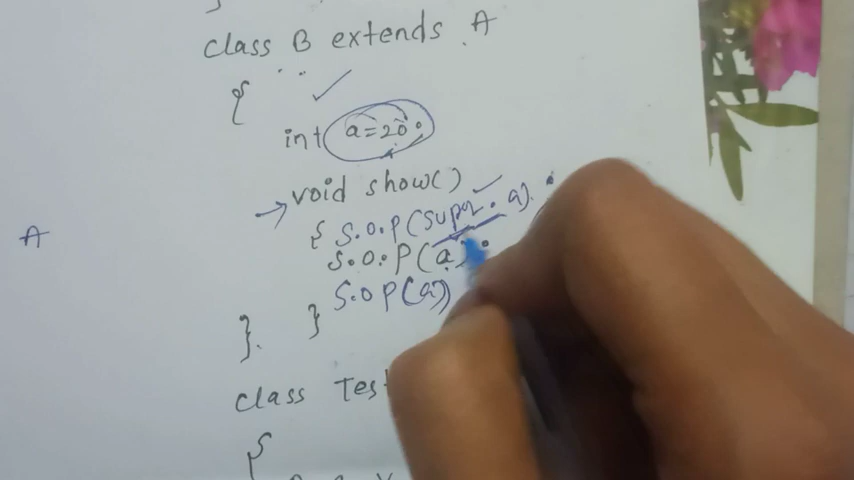 }
class B extends A
{
int a=20;
void show()
{ S.O.P(super.a);
S.O.P(a);
S.O P(a)
} }
A
class Tes
{